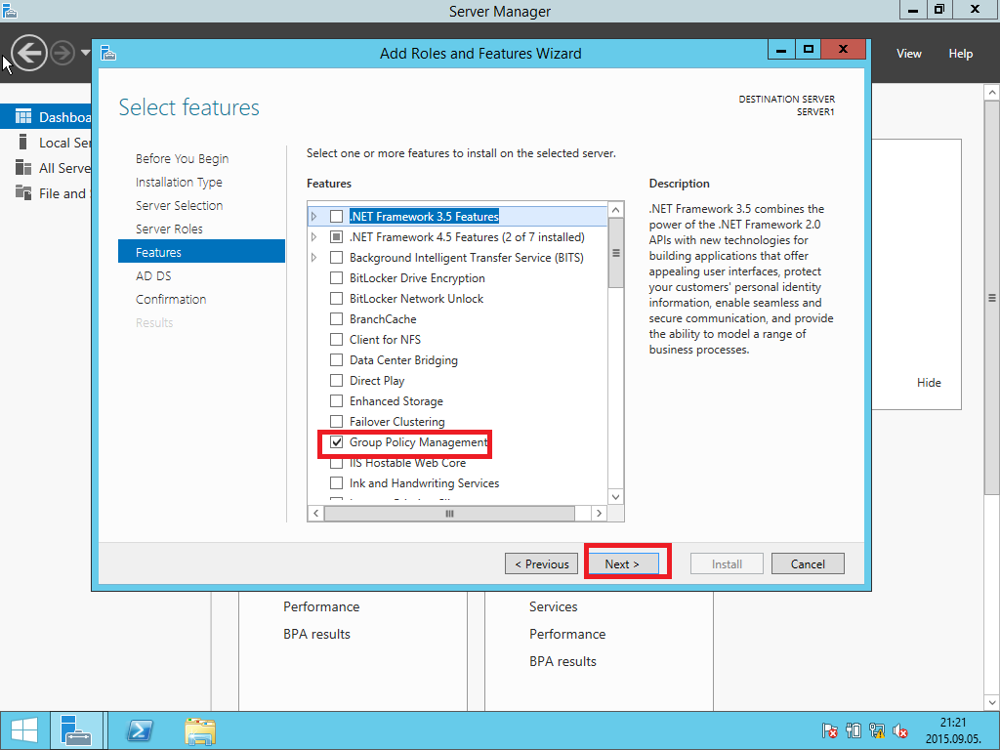 Server Manager
Add Roles and Features Wizard
View
Help
Select features
DESTINATION SERVER
SERVER1
Dashboa
Local Ser
All Serve
File and
Before You Begin
Installation Type
Server Selection
Server Roles
Features
AD DS
Confirmation
Results
Select one or more features to install on the selected server.
Features
.NET Framework 3.5 Features
.NET Framework 4.5 Features (2 of 7 installed)
Background Intelligent Transfer Service (BITS)
BitLocker Drive Encryption
BitLocker Network Unlock
BranchCache
Client for NFS
Data Center Bridging
Direct Play
Enhanced Storage
Failover Clustering
Group Policy Management
IIS Hostable Web Core
Ink and Handwriting Services
Description
.NET Framework 3.5 combines the
power of the .NET Framework 2.0
APIs with new technologies for
building applications that offer
appealing user interfaces, protect
your customers' personal identity
information, enable seamless and
secure communication, and provide
the ability to model a range of
business processes.
Hide
< Previous
Next >
Install
Cancel
Performance
BPA results
Services
Performance
BPA results
21:21
2015.09.05.